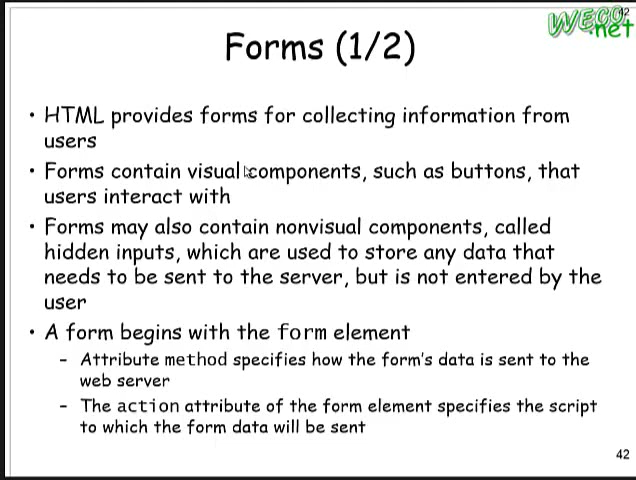 42
WECO
.net
Forms (1/2)
• HTML provides forms for collecting information from
users
• Forms contain visual components, such as buttons, that
users interact with
• Forms may also contain nonvisual components, called
hidden inputs, which are used to store any data that
needs to be sent to the server, but is not entered by the
user
• A form begins with the form element
– Attribute method specifies how the form's data is sent to the
web server
– The action attribute of the form element specifies the script
to which the form data will be sent
42